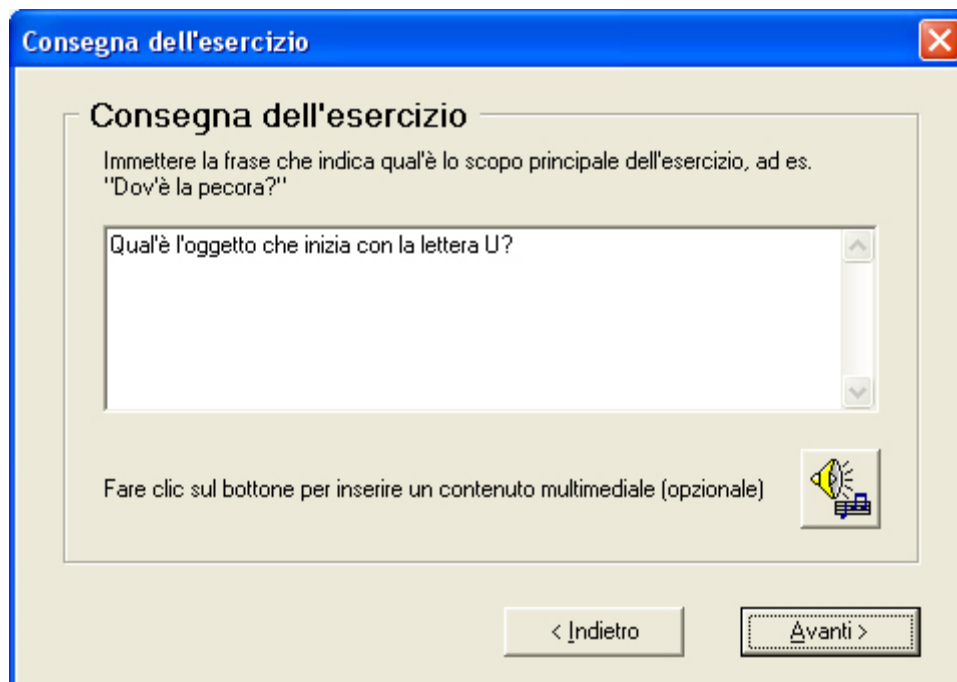 Consegna dell'esercizio
Consegna dell'esercizio
Immettere la frase che indica qual'è lo scopo principale dell'esercizio, ad es.
"Dov'è la pecora?"
Qual'è l'oggetto che inizia con la lettera U?
Fare clic sul bottone per inserire un contenuto multimediale (opzionale)
< Indietro
Avanti >